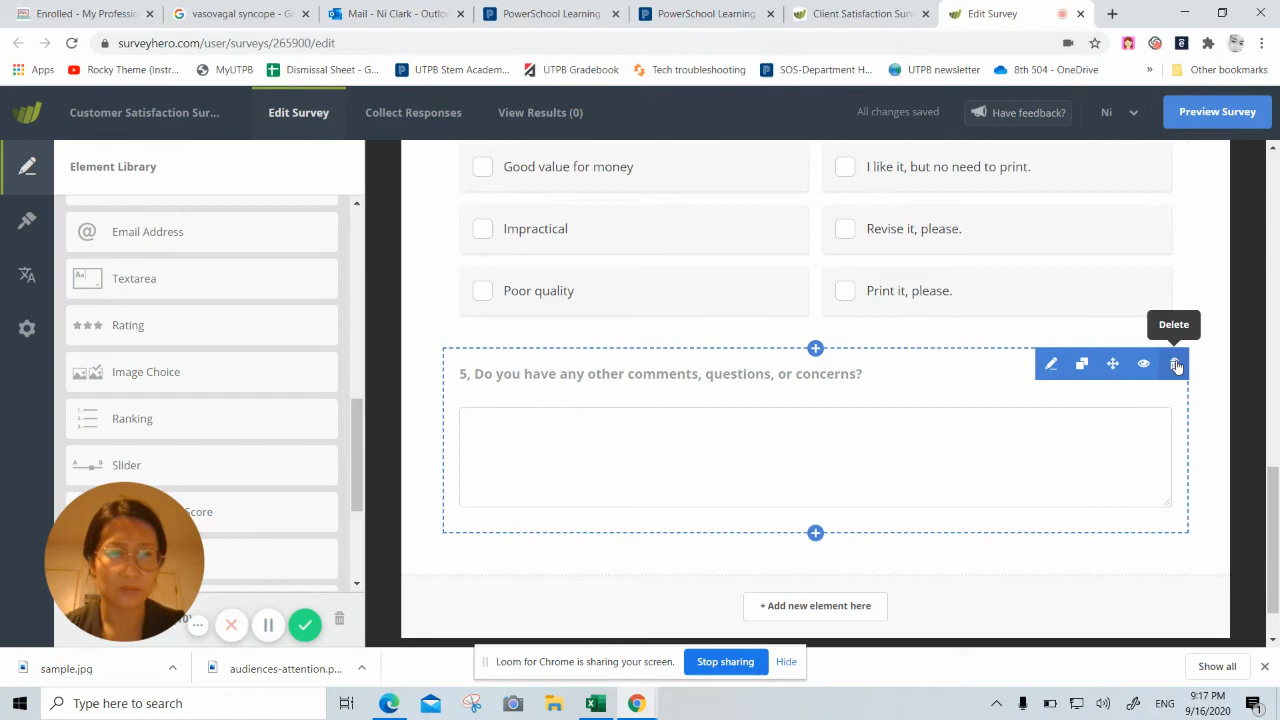 Enrolled - My Professi...
vasovagal syncope - G...
Mail - Ni Clark - Outlo...
PowerSchool Learning
PowerSchool Learning
Client Satisfaction Surv...
Edit Survey
surveyhero.com/user/surveys/265900/edit
Apps
Rocky Theme (Instr...
MyUTPB
Dismissal Sheet - G...
UTPB Stem Academ...
UTPB Gradebook
Tech troubleshooting
SOS-Department H...
UTPB newsletter
8th 504 - OneDrive
»
Other bookmarks
Customer Satisfaction Sur...
Edit Survey
Collect Responses
View Results (0)
All changes saved
Have feedback?
Ni
Preview Survey
Element Library
Email Address
Textarea
Rating
Image Choice
Ranking
Slider
Score
Good value for money
I like it, but no need to print.
Impractical
Revise it, please.
Poor quality
Print it, please.
Delete
5, Do you have any other comments, questions, or concerns?
+ Add new element here
sample.jpg
audiences-attention.p...
Loom for Chrome is sharing your screen.
Stop sharing
Hide
Show all
Type here to search
9:17 PM
9/16/2020